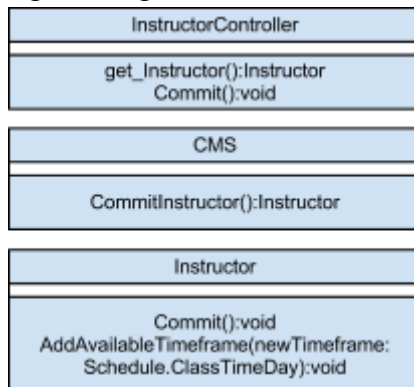 InstructorController
get_Instructor():Instructor
Commit():void
CMS
CommitInstructor():Instructor
Instructor
Commit():void
AddAvailableTimeframe(newTimeframe:
Schedule.ClassTimeDay):void